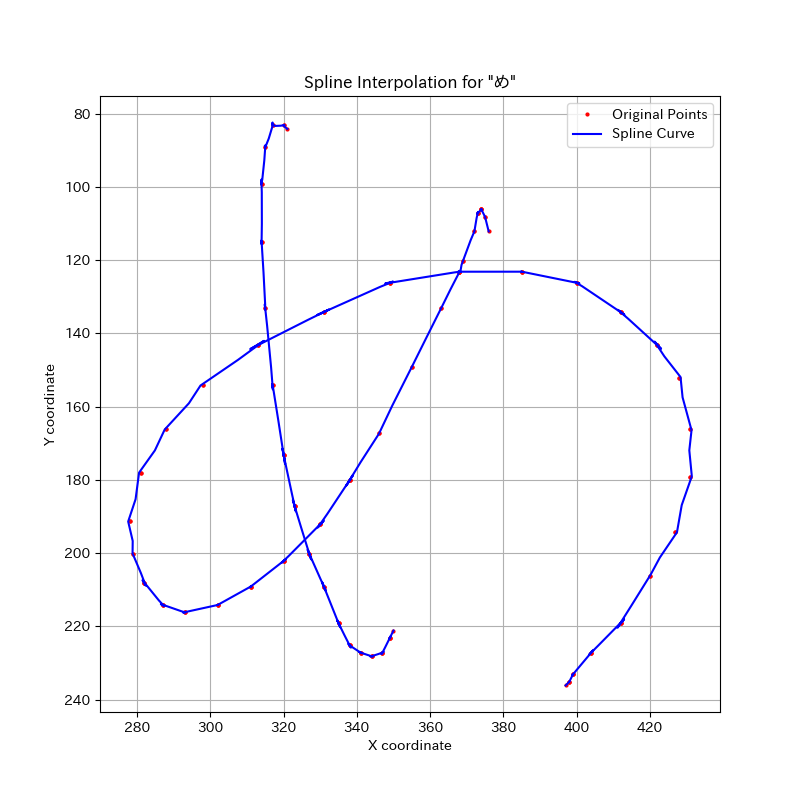 Spline Interpolation for "め"
Original Points
Spline Curve
80
100
120
140
160
180
200
220
240
Y coordinate
280 300 320 340 360 380 400 420
X coordinate